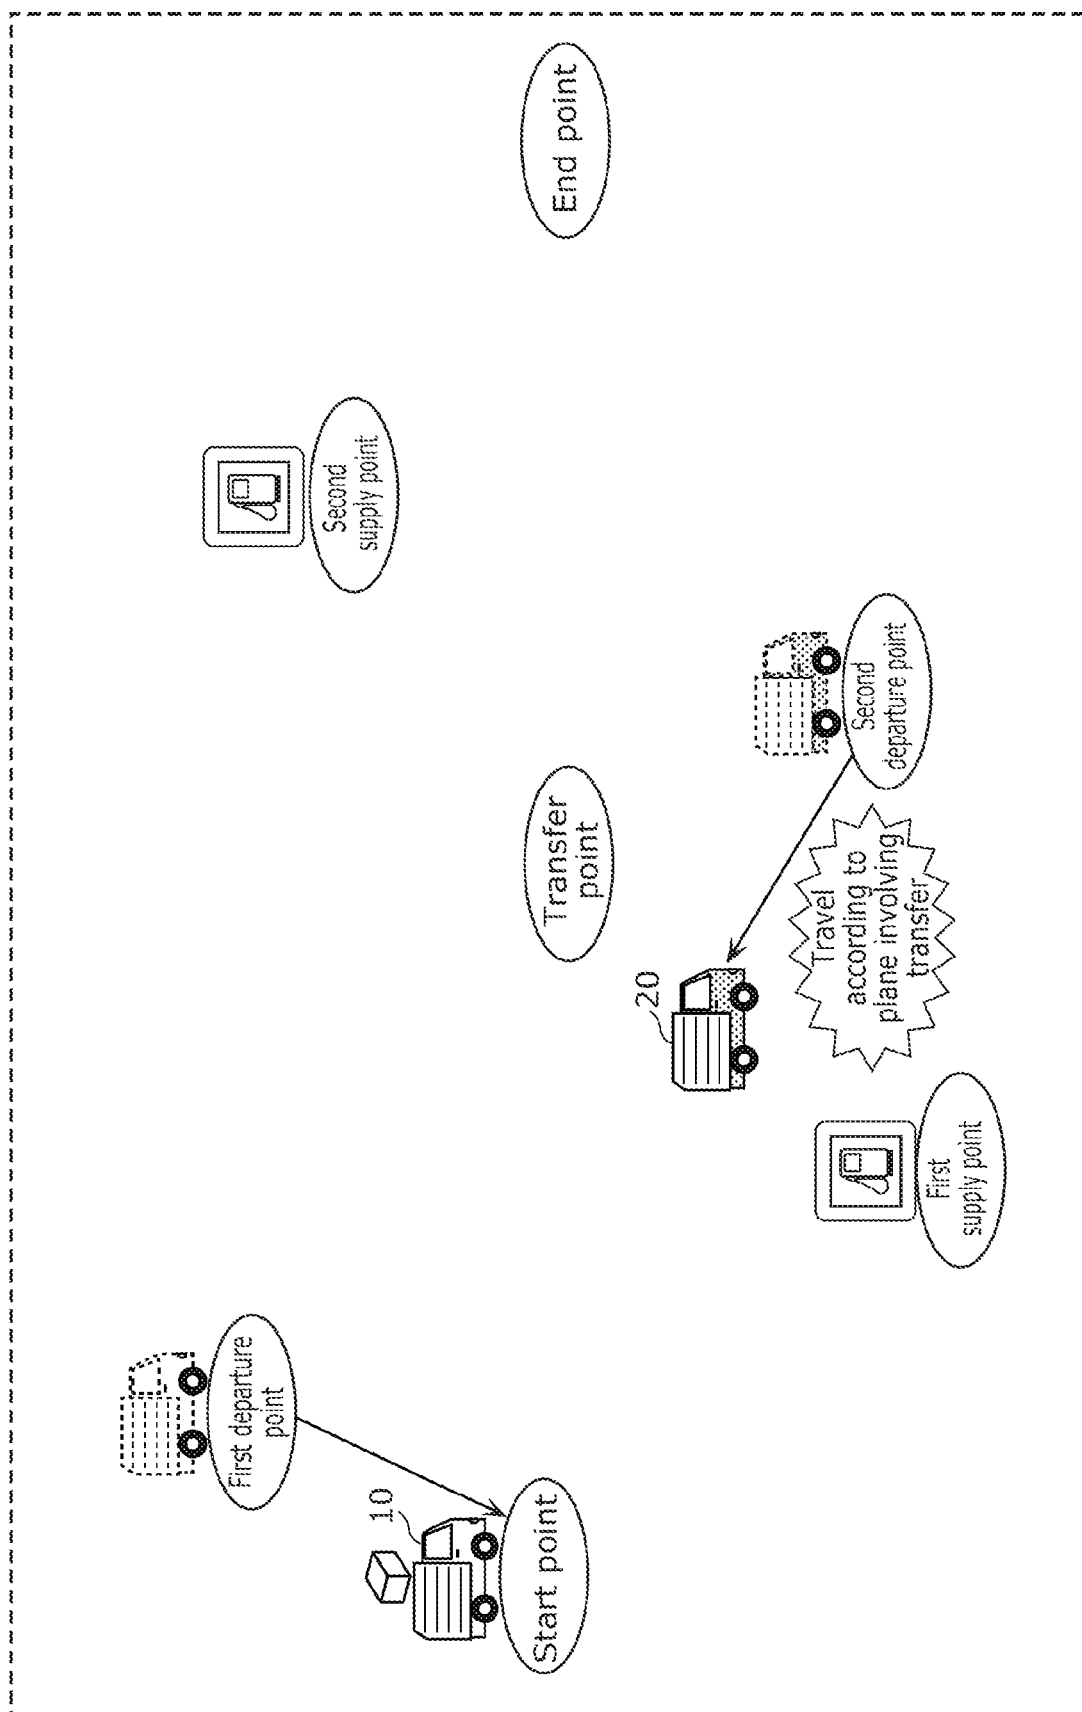 First departure
point
10
Start point
Second
supply point
Transfer
point
End point
20
Second
departure point
Travel
according to
plane involving
transfer
First
supply point